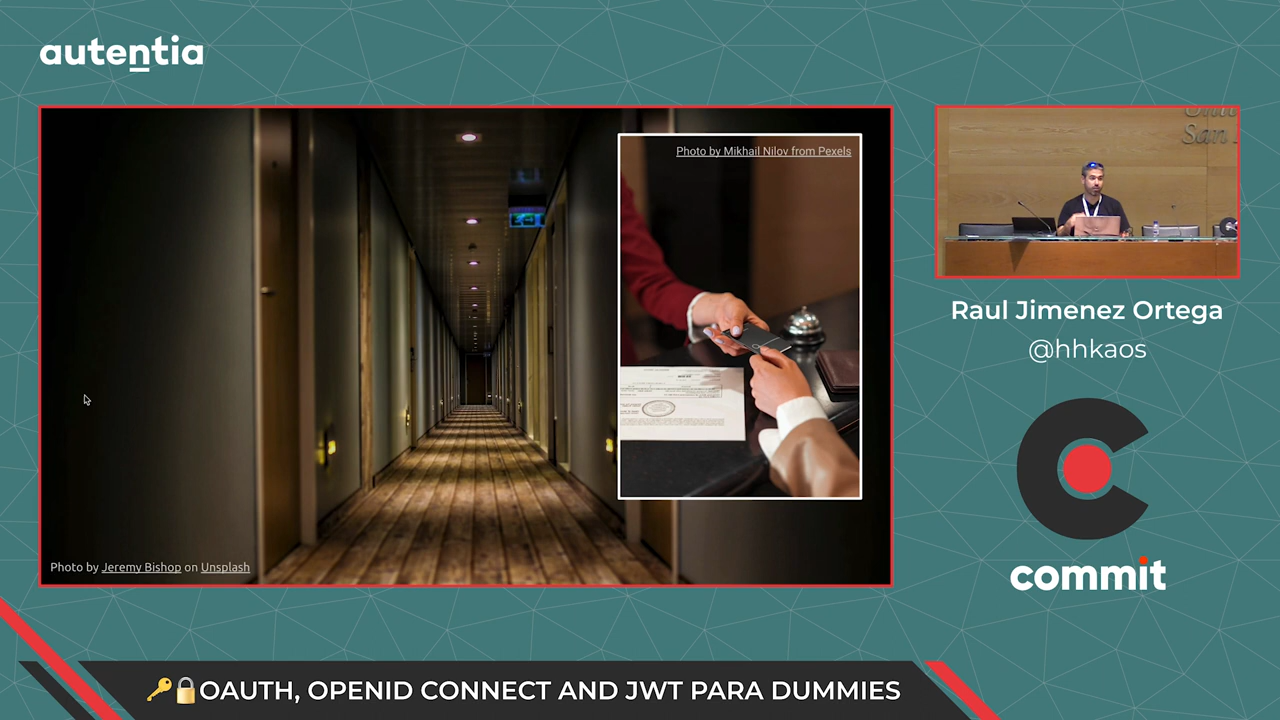 autentia
Photo by Mikhail Nilov from Pexels
San
Raul Jimenez Ortega
@hhkaos
Photo by Jeremy Bishop on Unsplash
commit
🔑🔒OAUTH, OPENID CONNECT AND JWT PARA DUMMIES